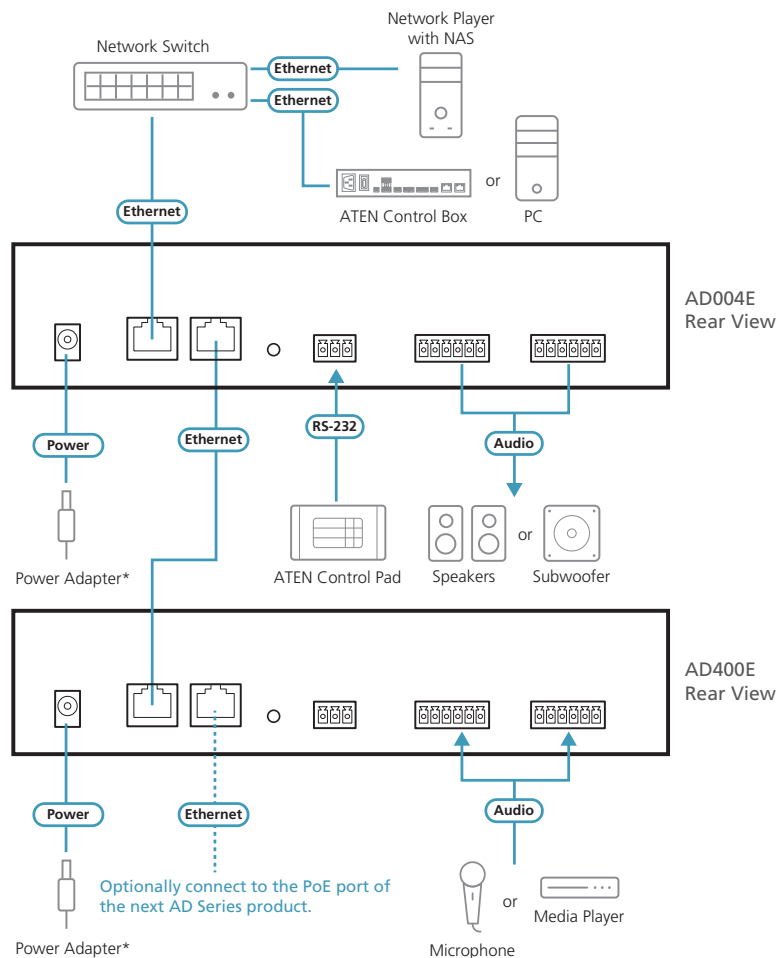 Network Player
with NAS
Network Switch
Ethernet
Ethernet
or
ATEN Control Box
PC
Ethernet
AD004E
Rear View
Power
Ethernet
RS-232
Audio
or
Power Adapter*
ATEN Control Pad
Speakers
Subwoofer
AD400E
Rear View
Power
Ethernet
Audio
Optionally connect to the PoE port of
the next AD Series product.
or
Media Player
Power Adapter*
Microphone